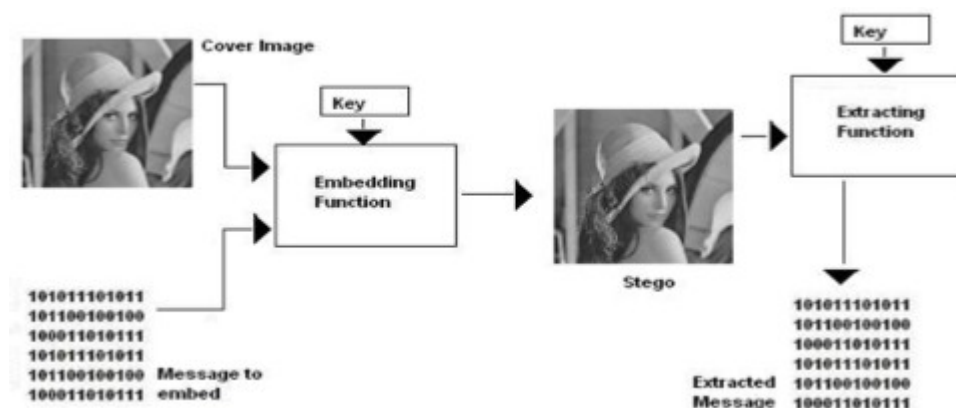 Cover Image
Key
Embedding
Function
Key
Extracting
Function
Stego
101011101011
101100100100
100011010111
101011101011
101100100100
100011010111
Message to
embed
101011101011
101100100100
100011010111
101011101011
101100100100
100011010111
Extracted
Message